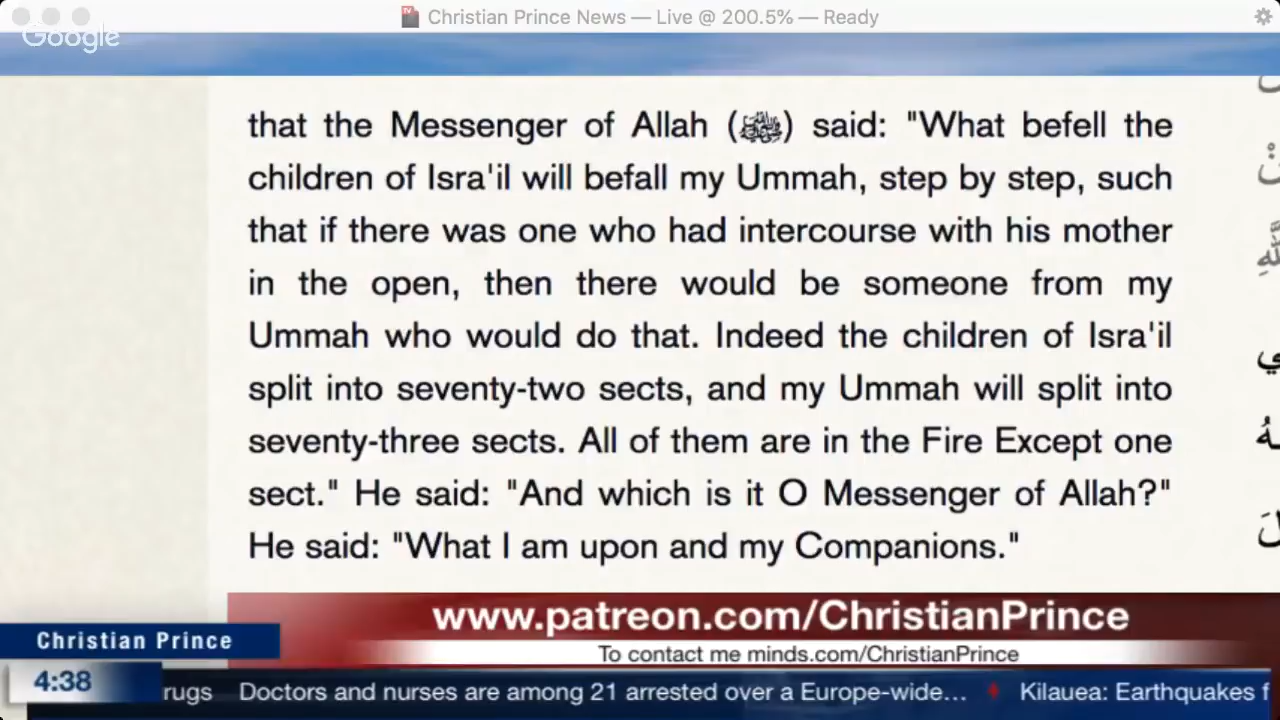 Christian Prince News — Live @ 200.5% — Ready
Google
that the Messenger of Allah (ﷺ) said: "What befell the
children of Isra'il will befall my Ummah, step by step, such
that if there was one who had intercourse with his mother
in the open, then there would be someone from my
Ummah who would do that. Indeed the children of Isra'il
split into seventy-two sects, and my Ummah will split into
seventy-three sects. All of them are in the Fire Except one
sect." He said: "And which is it O Messenger of Allah?"
He said: "What I am upon and my Companions."
www.patreon.com/ChristianPrince
Christian Prince
To contact me minds.com/ChristianPrince
4:38
rugs Doctors and nurses are among 21 arrested over a Europe-wide... Kilauea: Earthquakes f